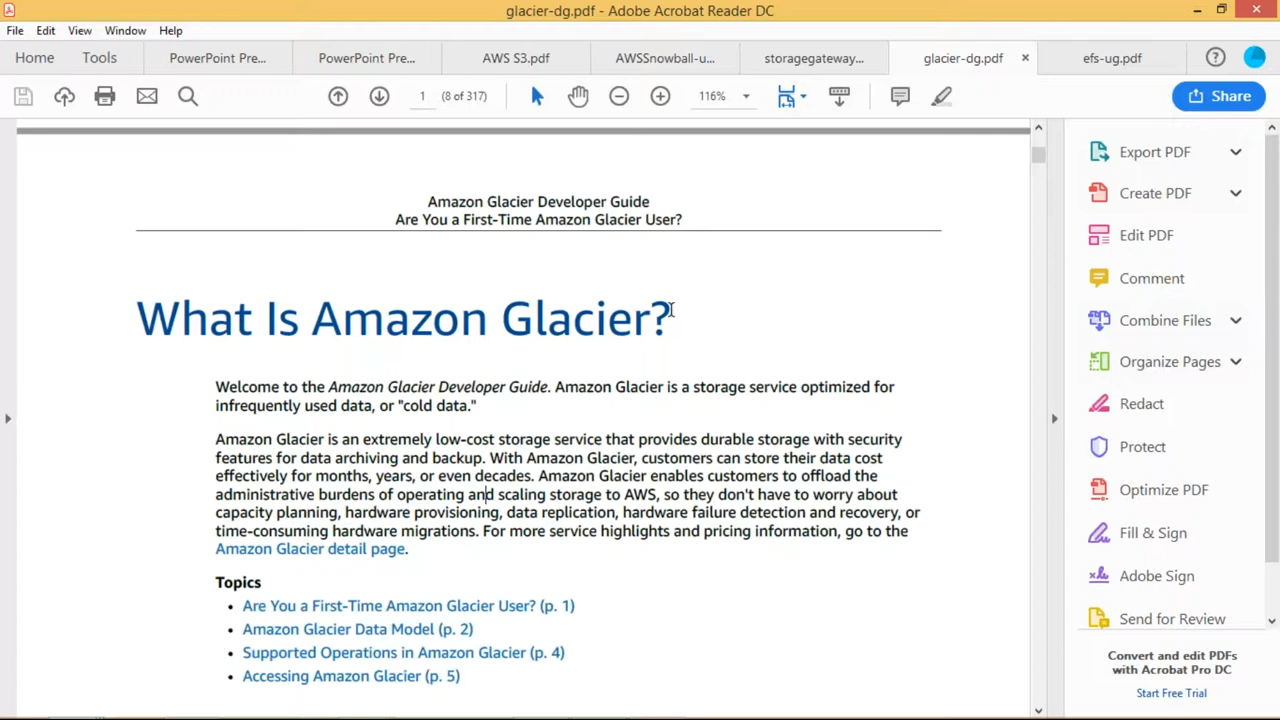 glacier-dg.pdf - Adobe Acrobat Reader DC
File Edit View Window Help
Home Tools PowerPoint Pre... PowerPoint Pre... AWS S3.pdf AWSSnowball-u... storagegateway... glacier-dg.pdf × efs-ug.pdf ?
1 (8 of 317) 116% Share
Amazon Glacier Developer Guide
Are You a First-Time Amazon Glacier User?
What Is Amazon Glacier?
Welcome to the Amazon Glacier Developer Guide. Amazon Glacier is a storage service optimized for
infrequently used data, or "cold data."
Amazon Glacier is an extremely low-cost storage service that provides durable storage with security
features for data archiving and backup. With Amazon Glacier, customers can store their data cost
effectively for months, years, or even decades. Amazon Glacier enables customers to offload the
administrative burdens of operating and scaling storage to AWS, so they don't have to worry about
capacity planning, hardware provisioning, data replication, hardware failure detection and recovery, or
time-consuming hardware migrations. For more service highlights and pricing information, go to the
Amazon Glacier detail page.
Topics
• Are You a First-Time Amazon Glacier User? (p. 1)
• Amazon Glacier Data Model (p. 2)
• Supported Operations in Amazon Glacier (p. 4)
• Accessing Amazon Glacier (p. 5)
Export PDF
Create PDF
Edit PDF
Comment
Combine Files
Organize Pages
Redact
Protect
Optimize PDF
Fill & Sign
Adobe Sign
Send for Review
Convert and edit PDFs
with Acrobat Pro DC
Start Free Trial